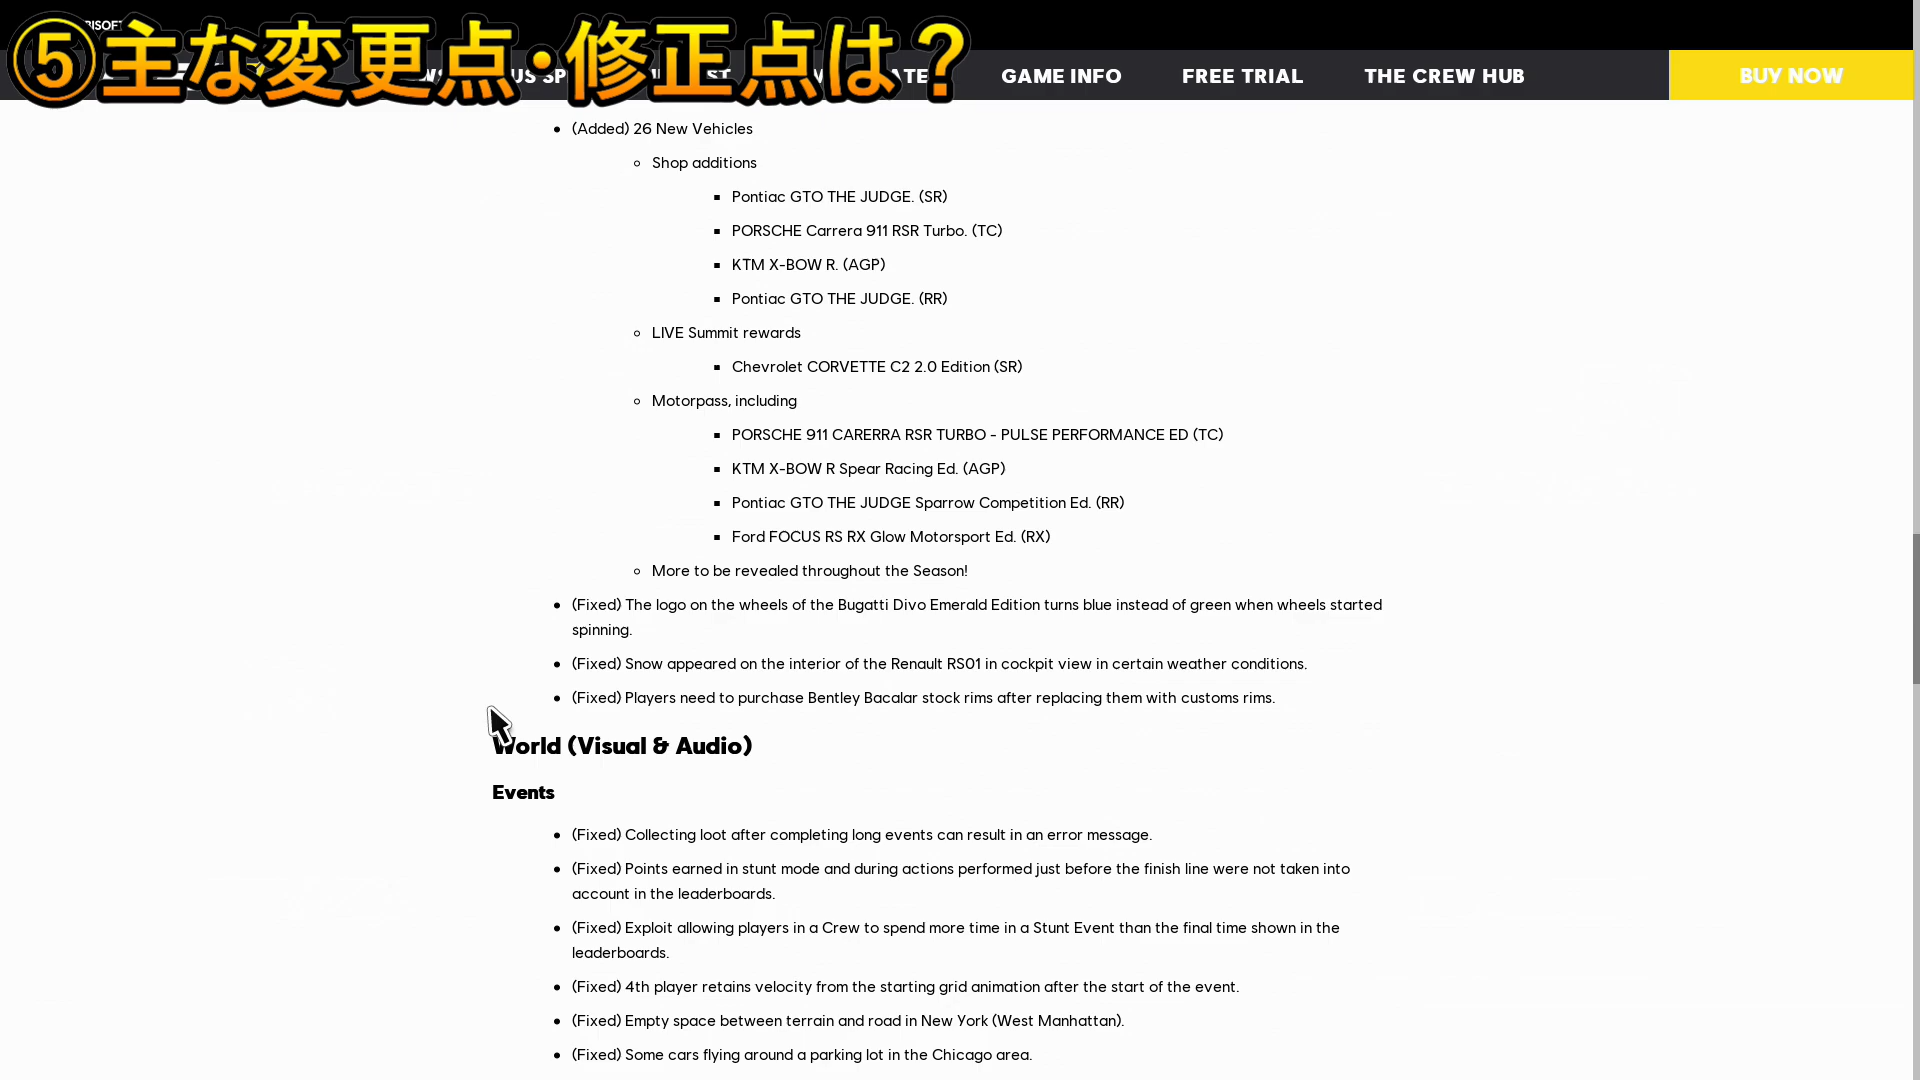 ⑤主な変更点・修正点は？
GAME INFO
FREE TRIAL
THE CREW HUB
BUY NOW
(Added) 26 New Vehicles
Shop additions
Pontiac GTO THE JUDGE. (SR)
PORSCHE Carrera 911 RSR Turbo. (TC)
KTM X-BOW R. (AGP)
Pontiac GTO THE JUDGE. (RR)
LIVE Summit rewards
Chevrolet CORVETTE C2 2.0 Edition (SR)
Motorpass, including
PORSCHE 911 CARERRA RSR TURBO - PULSE PERFORMANCE ED (TC)
KTM X-BOW R Spear Racing Ed. (AGP)
Pontiac GTO THE JUDGE Sparrow Competition Ed. (RR)
Ford FOCUS RS RX Glow Motorsport Ed. (RX)
More to be revealed throughout the Season!
(Fixed) The logo on the wheels of the Bugatti Divo Emerald Edition turns blue instead of green when wheels started
spinning.
(Fixed) Snow appeared on the interior of the Renault RS01 in cockpit view in certain weather conditions.
(Fixed) Players need to purchase Bentley Bacalar stock rims after replacing them with customs rims.
World (Visual & Audio)
Events
(Fixed) Collecting loot after completing long events can result in an error message.
(Fixed) Points earned in stunt mode and during actions performed just before the finish line were not taken into
account in the leaderboards.
(Fixed) Exploit allowing players in a Crew to spend more time in a Stunt Event than the final time shown in the
leaderboards.
(Fixed) 4th player retains velocity from the starting grid animation after the start of the event.
(Fixed) Empty space between terrain and road in New York (West Manhattan).
(Fixed) Some cars flying around a parking lot in the Chicago area.